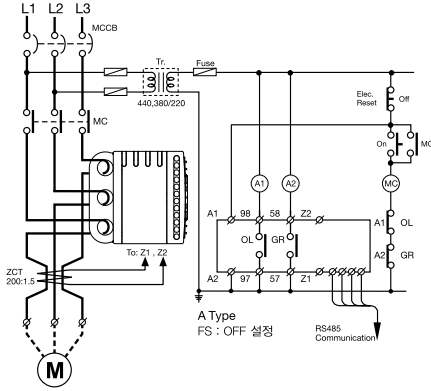 L1 L2 L3
MCCB
Tr.
Fuse
440,380/220
Elec.
Reset
Off
MC
On
MC
A1
A2
MC
A1 98 58 Z2
A1
OL
OL
GR
A2
GR
To: Z1 , Z2
A2 97 57 Z1
ZCT
200:1.5
A Type
FS : OFF 설정
RS485
Communication
M